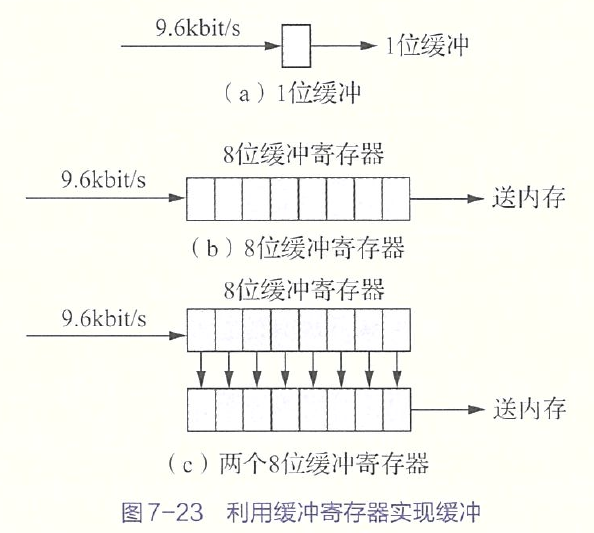 9.6kbit/s
1位缓冲
（a）1位缓冲
8位缓冲寄存器
9.6kbit/s
送内存
（b）8位缓冲寄存器
8位缓冲寄存器
9.6kbit/s
送内存
（c）两个8位缓冲寄存器
图7-23 利用缓冲寄存器实现缓冲